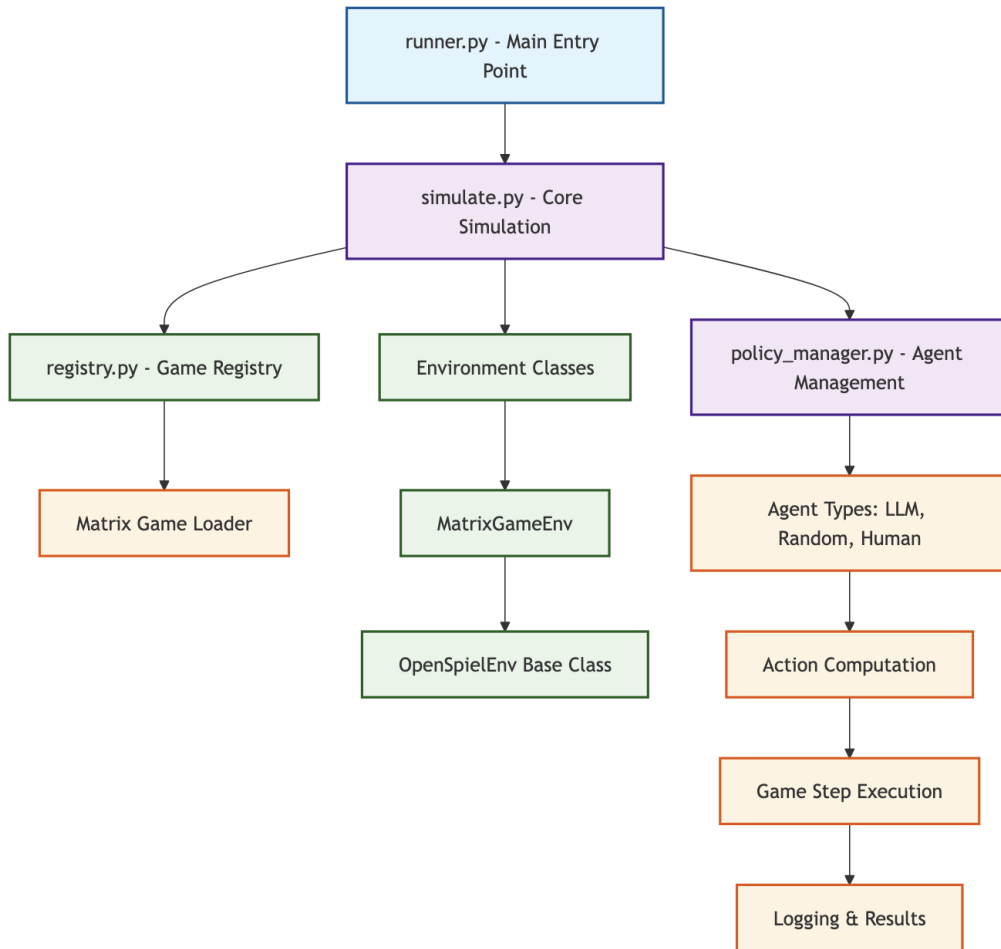 runner.py - Main Entry
Point
simulate.py - Core
Simulation
registry.py - Game Registry
Environment Classes
policy_manager.py - Agent
Management
Matrix Game Loader
MatrixGameEnv
Agent Types: LLM,
Random, Human
OpenSpielEnv Base Class
Action Computation
Game Step Execution
Logging & Results